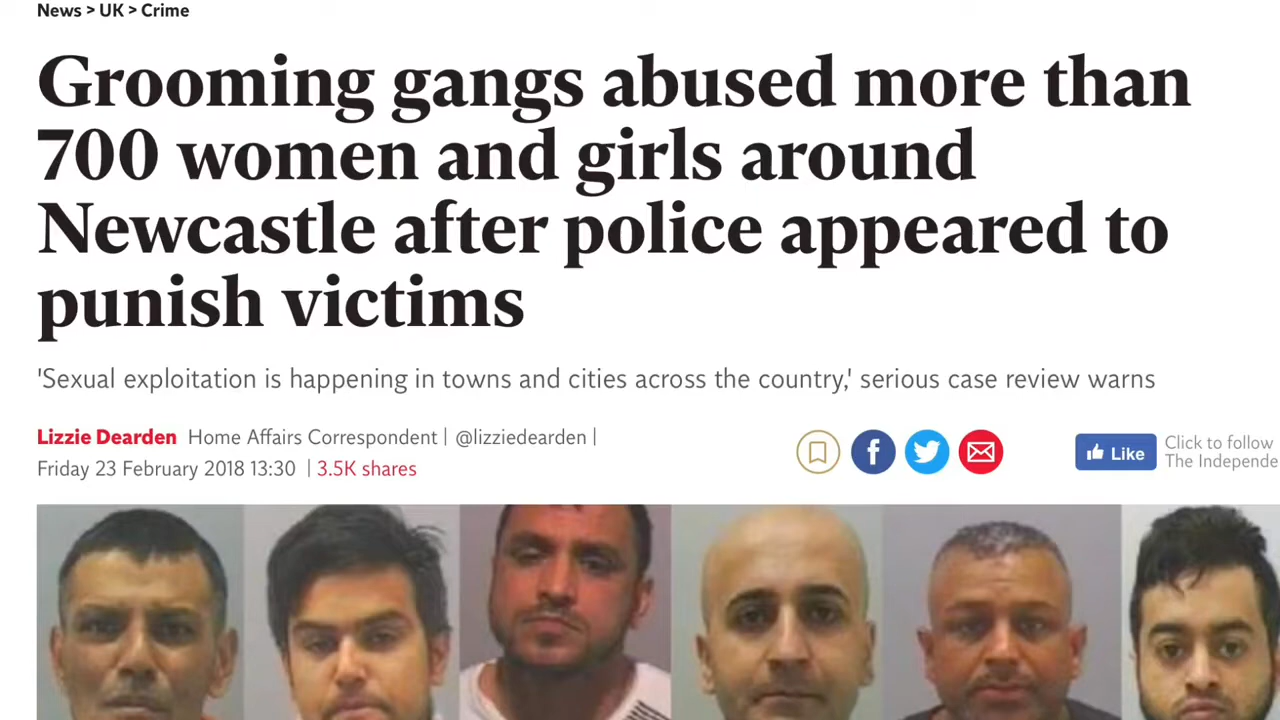 News > UK > Crime
Grooming gangs abused more than
700 women and girls around
Newcastle after police appeared to
punish victims
'Sexual exploitation is happening in towns and cities across the country,' serious case review warns
Lizzie Dearden Home Affairs Correspondent | @lizziedearden |
Friday 23 February 2018 13:30 | 3.5K shares
f
Like
Click to follow
The Independe